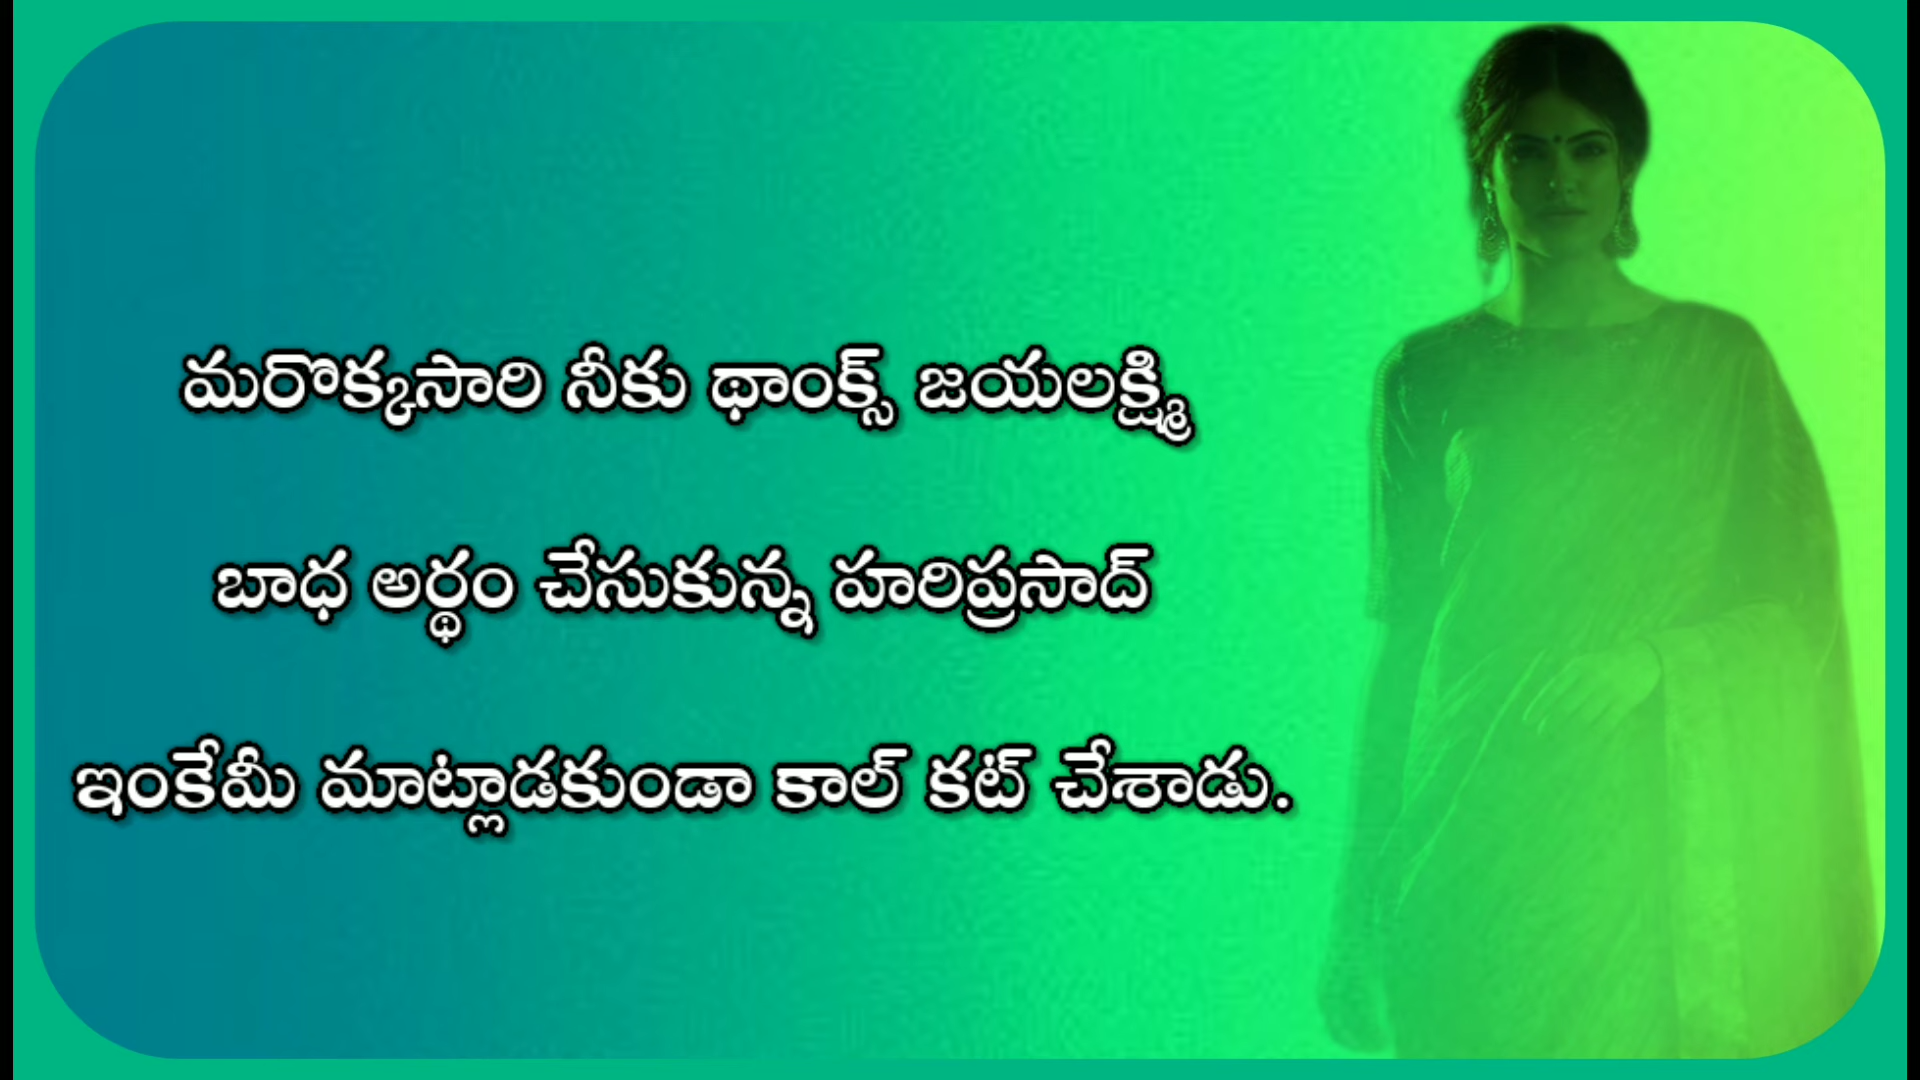 మరొక్కసారి నీకు థాంక్స్ జయలక్ష్మి
బాధ అర్థం చేసుకున్న హరిప్రసాద్
ఇంకేమీ మాట్లాడకుండా కాల్ కట్ చేశాడు.